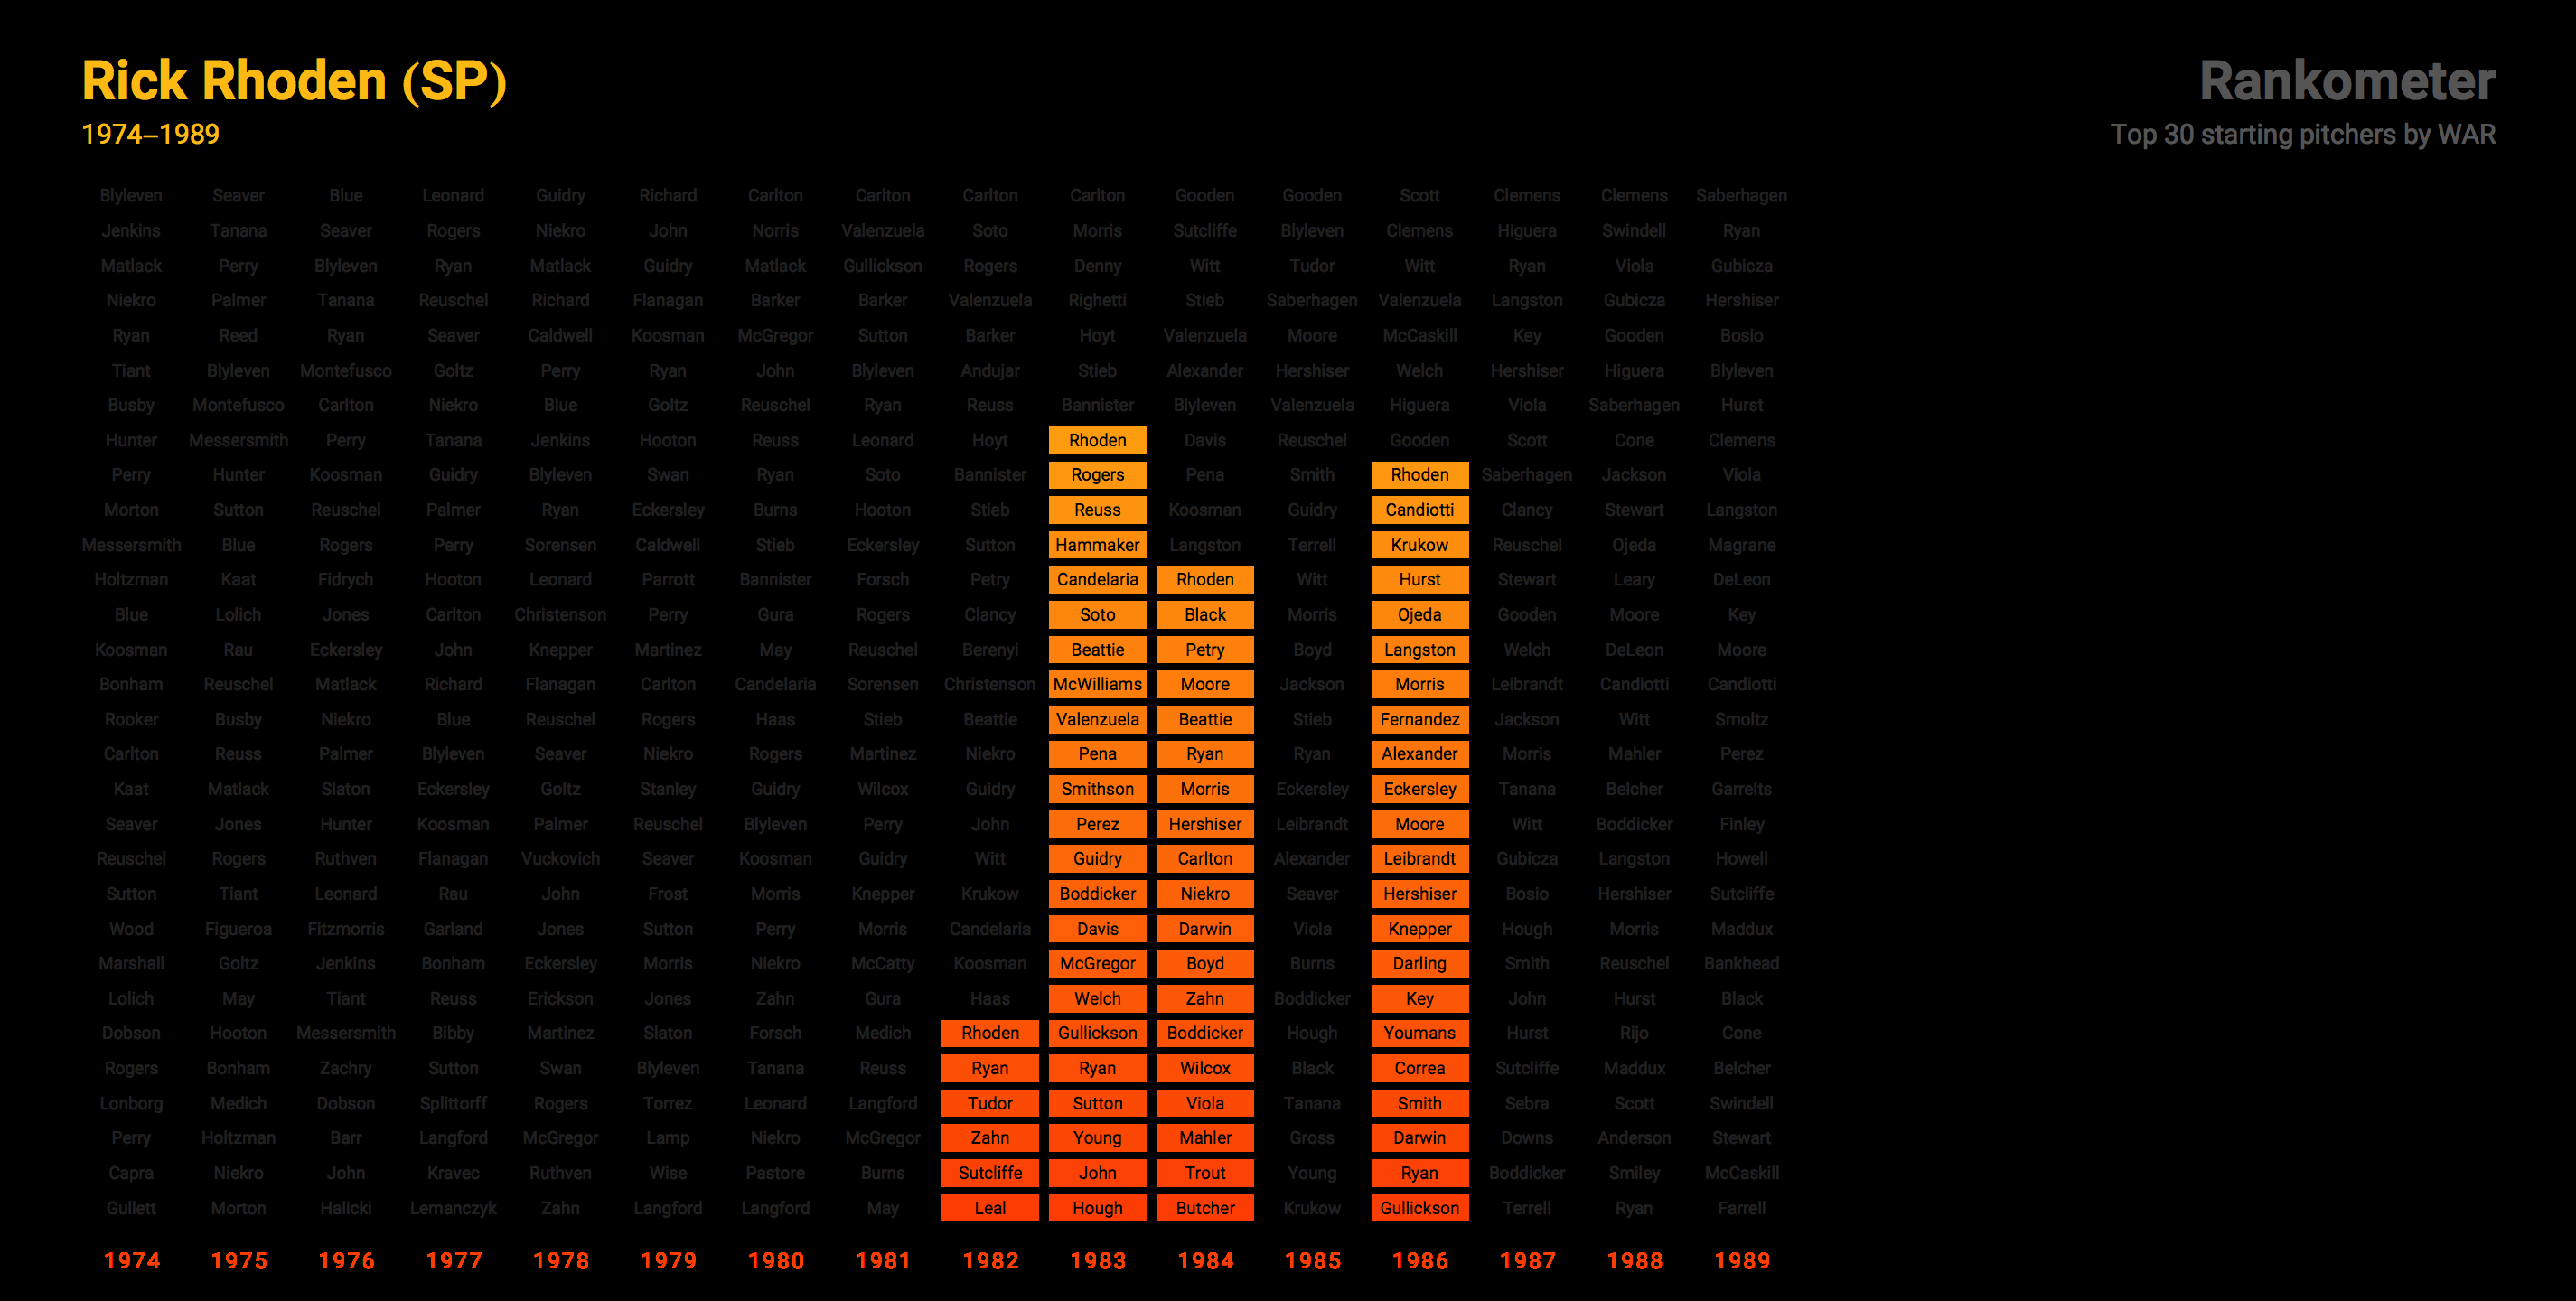 Rick Rhoden (SP)
Rankometer
1974–1989
Top 30 starting pitchers by WAR
Blyleven Seaver Blue Leonard Guidry Richard Carlton Carlton Carlton Carlton Gooden Gooden Scott Clemens Clemens Saberhagen
Jenkins Tanana Seaver Rogers Niekro John Norris Valenzuela Soto Morris Sutcliffe Blyleven Clemens Higuera Swindell Ryan
Matlack Perry Blyleven Ryan Matlack Guidry Matlack Gullickson Rogers Denny Witt Tudor Witt Ryan Viola Gubicza
Niekro Palmer Tanana Reuschel Richard Flanagan Barker Barker Valenzuela Righetti Stieb Saberhagen Valenzuela Langston Gubicza Hershiser
Ryan Reed Ryan Seaver Caldwell Koosman McGregor Sutton Barker Hoyt Valenzuela Moore McCaskill Key Gooden Bosio
Tiant Blyleven Montefusco Goltz Perry Ryan John Blyleven Andujar Stieb Alexander Hershiser Welch Hershiser Higuera Blyleven
Busby Montefusco Carlton Niekro Blue Goltz Reuschel Ryan Reuss Bannister Blyleven Valenzuela Higuera Viola Saberhagen Hurst
Hunter Messersmith Perry Tanana Jenkins Hooton Reuss Leonard Hoyt Rhoden Davis Reuschel Gooden Scott Cone Clemens
Perry Hunter Koosman Guidry Blyleven Swan Ryan Soto Bannister Rogers Pena Smith Rhoden Saberhagen Jackson Viola
Morton Sutton Reuschel Palmer Ryan Eckersley Burns Hooton Stieb Reuss Koosman Guidry Candiotti Clancy Stewart Langston
Messersmith Blue Rogers Perry Sorensen Caldwell Stieb Eckersley Sutton Hammaker Langston Terrell Krukow Reuschel Ojeda Magrane
Holtzman Kaat Fidrych Hooton Leonard Parrott Bannister Forsch Petry Candelaria Rhoden Witt Hurst Stewart Leary DeLeon
Blue Lolich Jones Carlton Christenson Perry Gura Rogers Clancy Soto Black Morris Ojeda Gooden Moore Key
Koosman Rau Eckersley John Knepper Martinez May Reuschel Berenyi Beattie Petry Boyd Langston Welch DeLeon Moore
Bonham Reuschel Matlack Richard Flanagan Carlton Candelaria Sorensen Christenson McWilliams Moore Jackson Morris Leibrandt Candiotti Candiotti
Rooker Busby Niekro Blue Reuschel Rogers Haas Stieb Beattie Valenzuela Beattie Stieb Fernandez Jackson Witt Smoltz
Carlton Reuss Palmer Blyleven Seaver Niekro Rogers Martinez Niekro Pena Ryan Ryan Alexander Morris Mahler Perez
Kaat Matlack Slaton Eckersley Goltz Stanley Guidry Wilcox Guidry Smithson Morris Eckersley Eckersley Tanana Belcher Garrelts
Seaver Jones Hunter Koosman Palmer Reuschel Blyleven Perry John Perez Hershiser Leibrandt Moore Witt Boddicker Finley
Reuschel Rogers Ruthven Flanagan Vuckovich Seaver Koosman Guidry Witt Guidry Carlton Alexander Leibrandt Gubicza Langston Howell
Sutton Tiant Leonard Rau John Frost Morris Knepper Krukow Boddicker Niekro Seaver Hershiser Bosio Hershiser Sutcliffe
Wood Figueroa Fitzmorris Garland Jones Sutton Perry Morris Candelaria Davis Darwin Viola Knepper Hough Morris Maddux
Marshall Goltz Jenkins Bonham Eckersley Morris Niekro McCatty Koosman McGregor Boyd Burns Darling Smith Reuschel Bankhead
Lolich May Tiant Reuss Erickson Jones Zahn Gura Haas Welch Zahn Boddicker Key John Hurst Black
Dobson Hooton Messersmith Bibby Martinez Slaton Forsch Medich Rhoden Gullickson Boddicker Hough Youmans Hurst Rijo Cone
Rogers Bonham Zachry Sutton Swan Blyleven Tanana Reuss Ryan Ryan Wilcox Black Correa Sutcliffe Maddux Belcher
Lonborg Medich Dobson Splittorff Rogers Torrez Leonard Langford Tudor Sutton Viola Tanana Smith Sebra Scott Swindell
Perry Holtzman Barr Langford McGregor Lamp Niekro McGregor Zahn Young Mahler Gross Darwin Downs Anderson Stewart
Capra Niekro John Kravec Ruthven Wise Pastore Burns Sutcliffe John Trout Young Ryan Boddicker Smiley McCaskill
Gullett Morton Halicki Lemanczyk Zahn Langford Langford May Leal Hough Butcher Krukow Gullickson Terrell Ryan Farrell
1974 1975 1976 1977 1978 1979 1980 1981 1982 1983 1984 1985 1986 1987 1988 1989